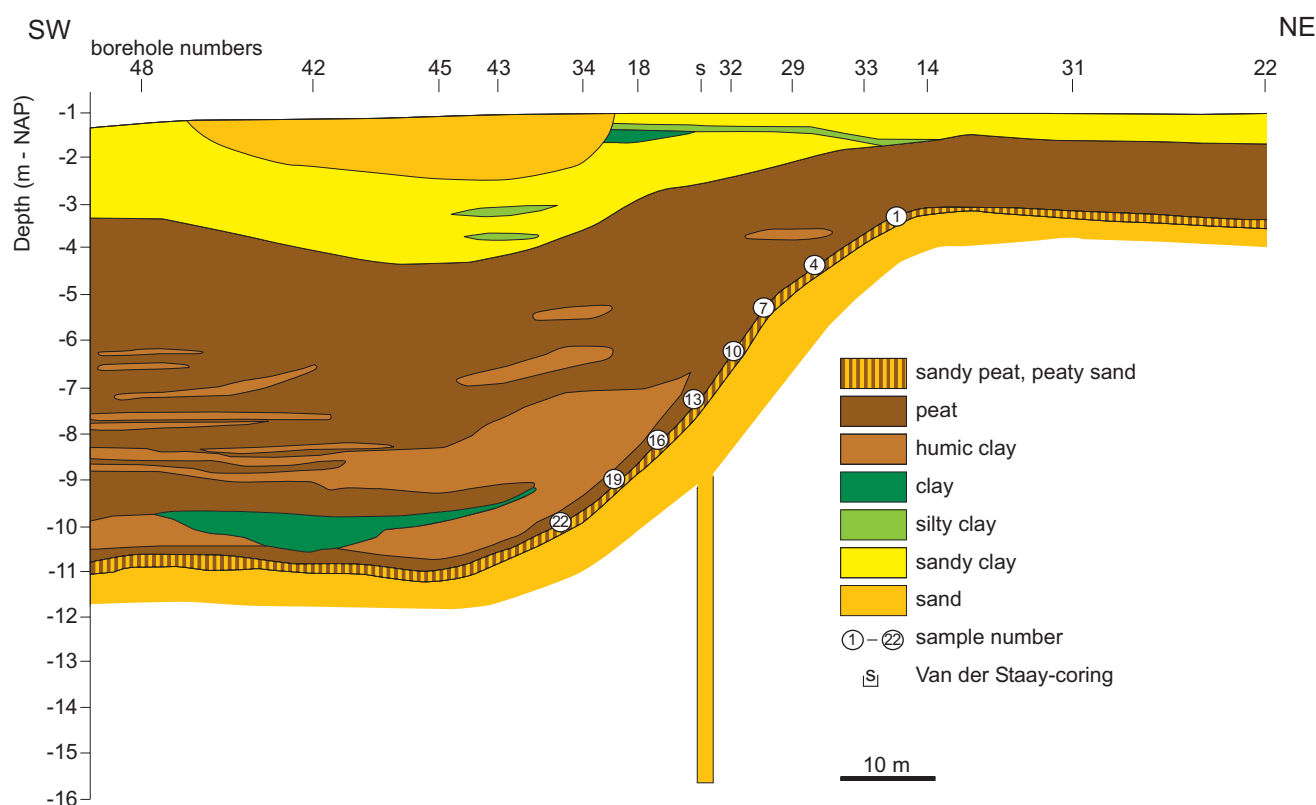 SW
NE
borehole numbers
48 42 45 43 34 18 s 32 29 33 14 31 22
Depth (m - NAP)
-1
-2
-3
-4
-5
-6
-7
-8
-9
-10
-11
-12
-13
-14
-15
-16
1
4
7
10
13
16
19
22
sandy peat, peaty sand
peat
humic clay
clay
silty clay
sandy clay
sand
1 – 22 sample number
s Van der Staay-coring
10 m